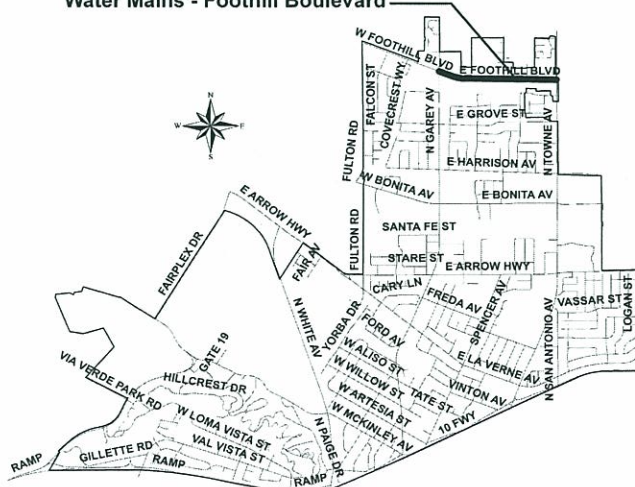 Water Mains - Foothill Boulevard
W FOOTHILL BLVD
E FOOTHILL BLVD
FALCON ST
COVECREST WY
N GAREY AV
E GROVE ST
N TOWNE AV
FULTON RD
E HARRISON AV
W BONITA AV
E BONITA AV
E ARROW HWY
FULTON RD
SANTA FE ST
FAIRPLEX DR
FAIR AV
STARE ST
E ARROW HWY
CARY LN
FREDA AV
SPENCER AV
VASSAR ST
LOGAN ST
N WHITE AV
YORBA DR
FORD AV
N SAN ANTONIO AV
GATE 19
W ALISO ST
E LA VERNE AV
VIA VERDE PARK RD
HILLCREST DR
W WILLOW ST
TATE ST
VINTON AV
W ARTESIA ST
W LOMA VISTA ST
W MCKINLEY AV
10 FWY
VAL VISTA ST
N PAIGE DR
GILLETTE RD
RAMP
RAMP
RAMP
N
W
E
S